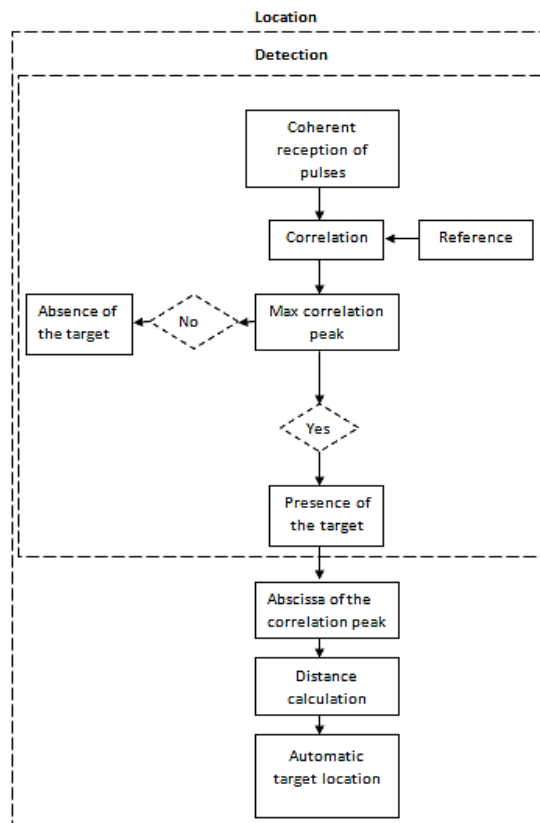 Location
Detection
Coherent
reception of
pulses
Correlation
Reference
Max correlation
peak
No
Absence of
the target
Yes
Presence of
the target
Abscissa of the
correlation peak
Distance
calculation
Automatic
target location